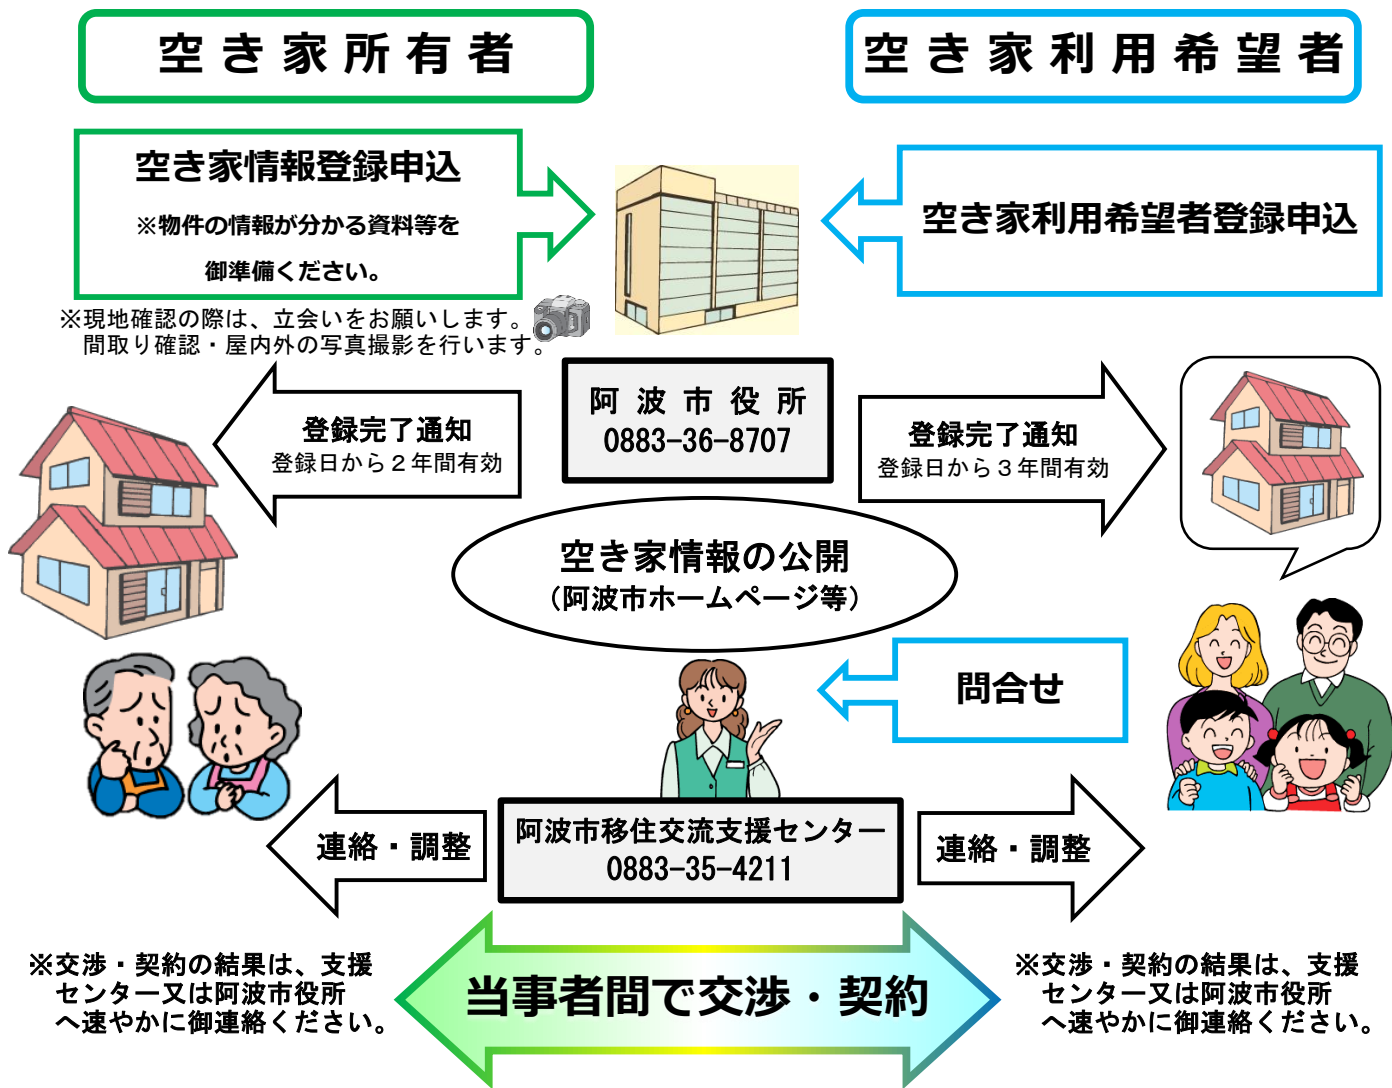 空き家所有者
空き家利用希望者
空き家情報登録申込
※物件の情報が分かる資料等を
御準備ください。
空き家利用希望者登録申込
※現地確認の際は、立会いをお願いします。
間取り確認・屋内外の写真撮影を行います。
阿波市役所
0883-36-8707
登録完了通知
登録日から２年間有効
登録完了通知
登録日から３年間有効
空き家情報の公開
（阿波市ホームページ等）
問合せ
阿波市移住交流支援センター
0883-35-4211
連絡・調整
連絡・調整
当事者間で交渉・契約
※交渉・契約の結果は、支援
センター又は阿波市役所
へ速やかに御連絡ください。
※交渉・契約の結果は、支援
センター又は阿波市役所
へ速やかに御連絡ください。